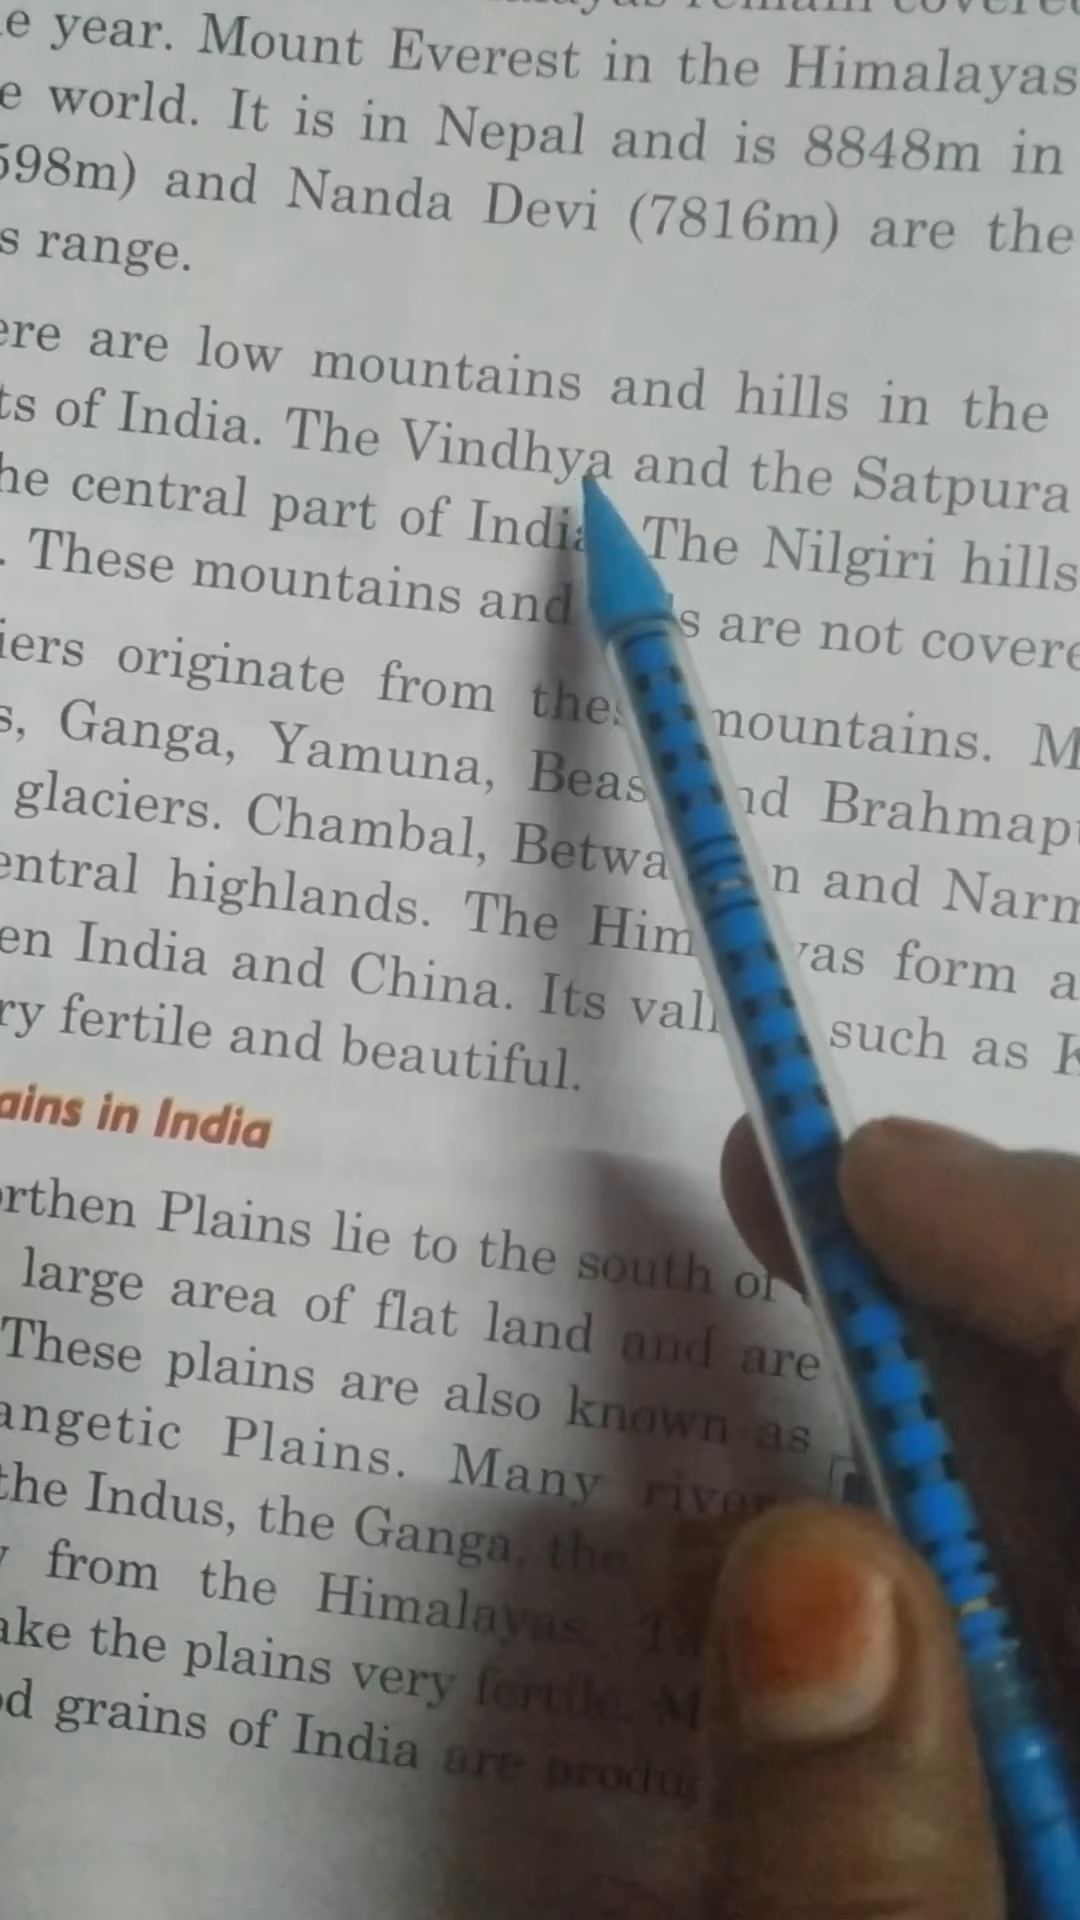 year. Mount Everest in the Himalayas
world. It is in Nepal and is 8848m in
598m) and Nanda Devi (7816m) are the
s range.
ere are low mountains and hills in the
ts of India. The Vindhya and the Satpura
he central part of India. The Nilgiri hills
. These mountains and are not covere
iers originate from these mountains. M
s, Ganga, Yamuna, Beas nd Brahmapu
glaciers. Chambal, Betwa n and Narm
entral highlands. The Him yas form a
en India and China. Its vall such as K
ry fertile and beautiful.
ains in India
rthen Plains lie to the south of
large area of flat land and are
These plains are also known as
angetic Plains. Many river
the Indus, the Ganga, the
from the Himalayas. T
ake the plains very fertile. M
d grains of India are produ